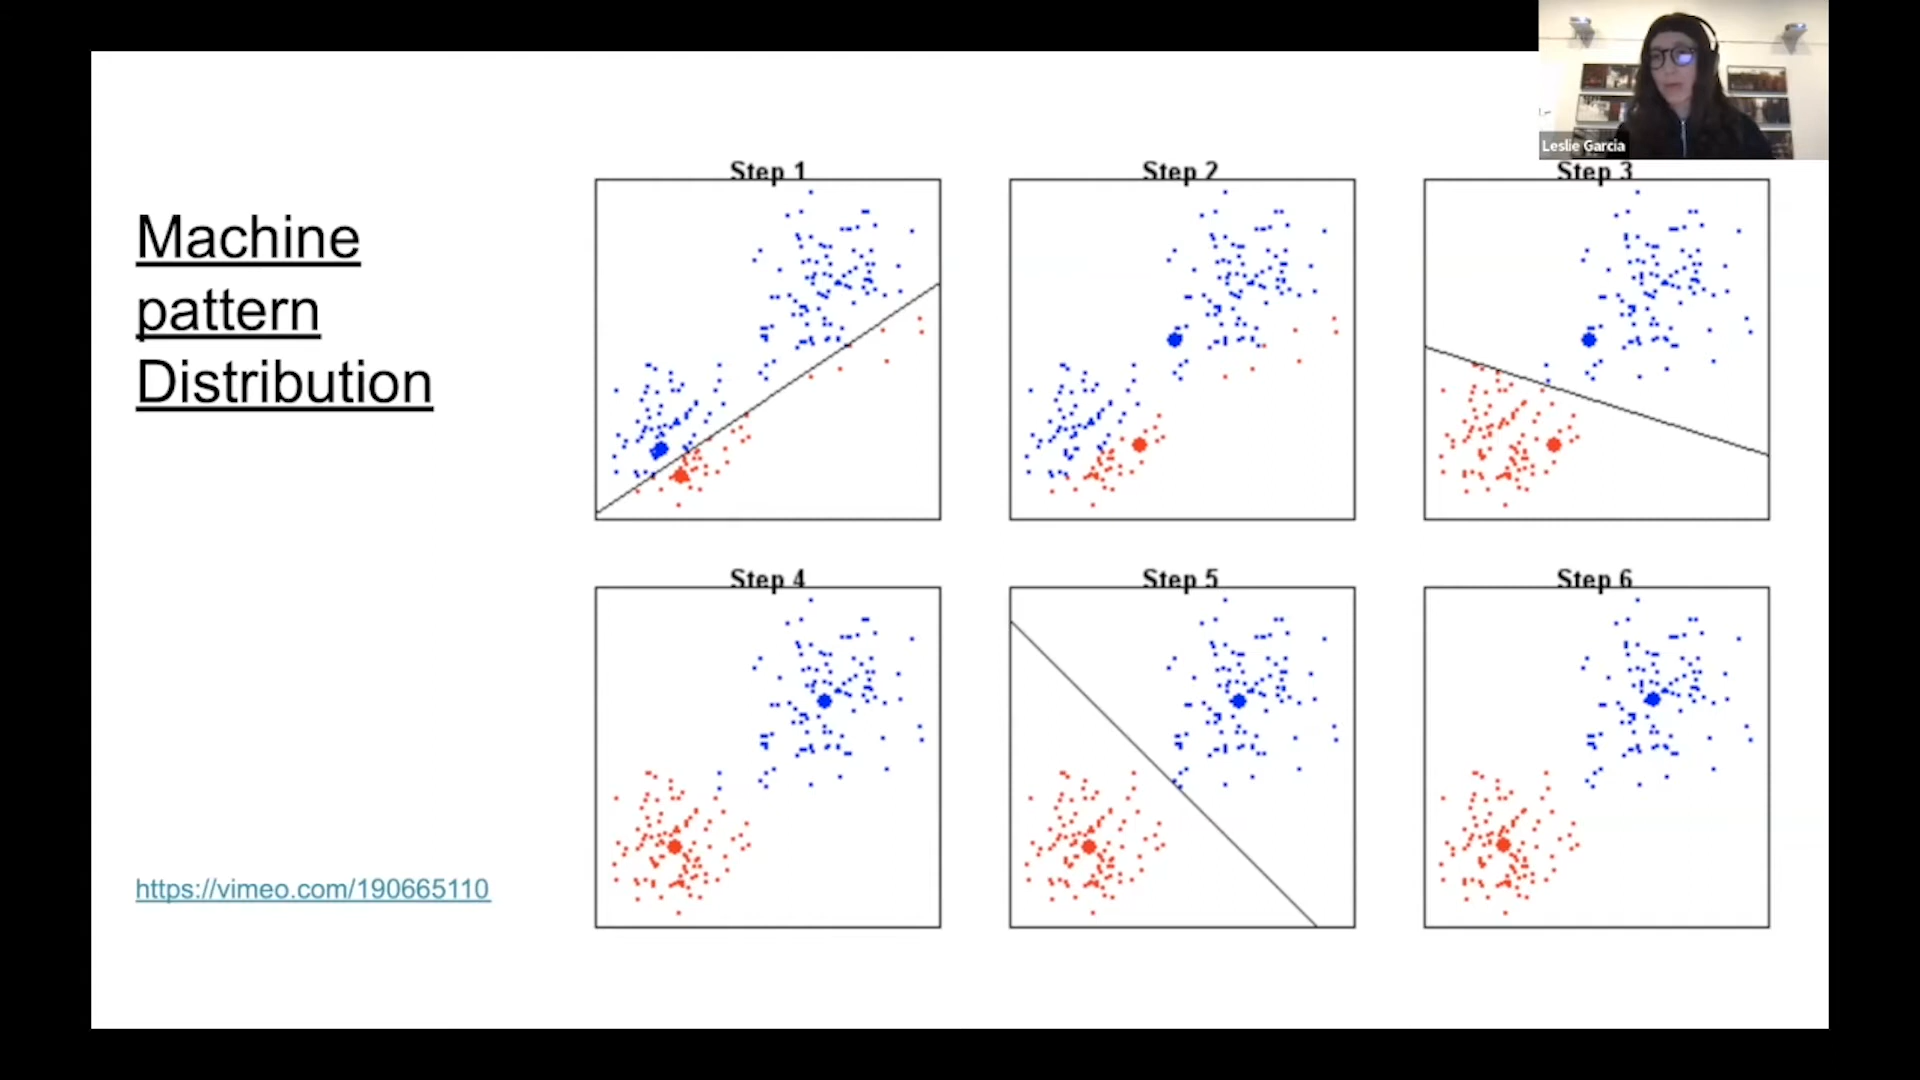 Leslie Garcia
Machine
pattern
Distribution
Step 1
Step 2
Step 3
Step 4
Step 5
Step 6
https://vimeo.com/190665110